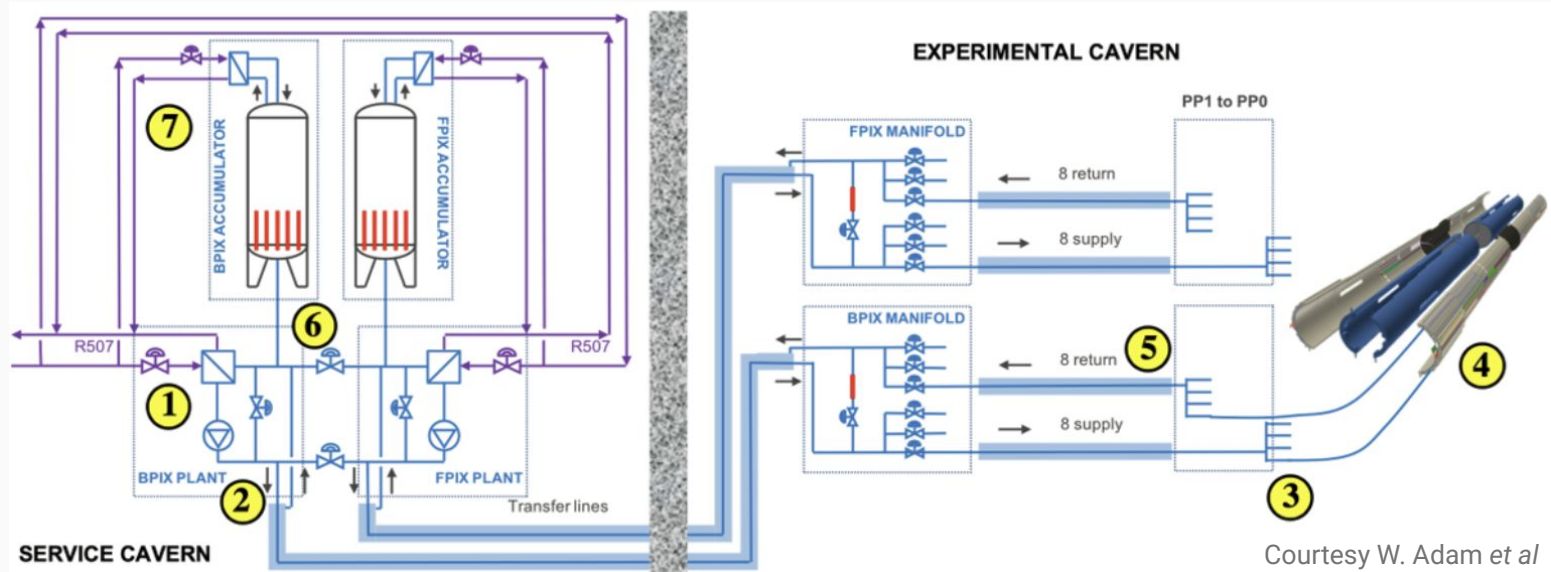 EXPERIMENTAL CAVERN
PP1 to PP0
7
BPIX ACCUMULATOR
FPIX ACCUMULATOR
FPIX MANIFOLD
8 return
8 supply
6
R507
R507
BPIX MANIFOLD
5
8 return
4
1
8 supply
BPIX PLANT
2
FPIX PLANT
3
Transfer lines
SERVICE CAVERN
Courtesy W. Adam et al